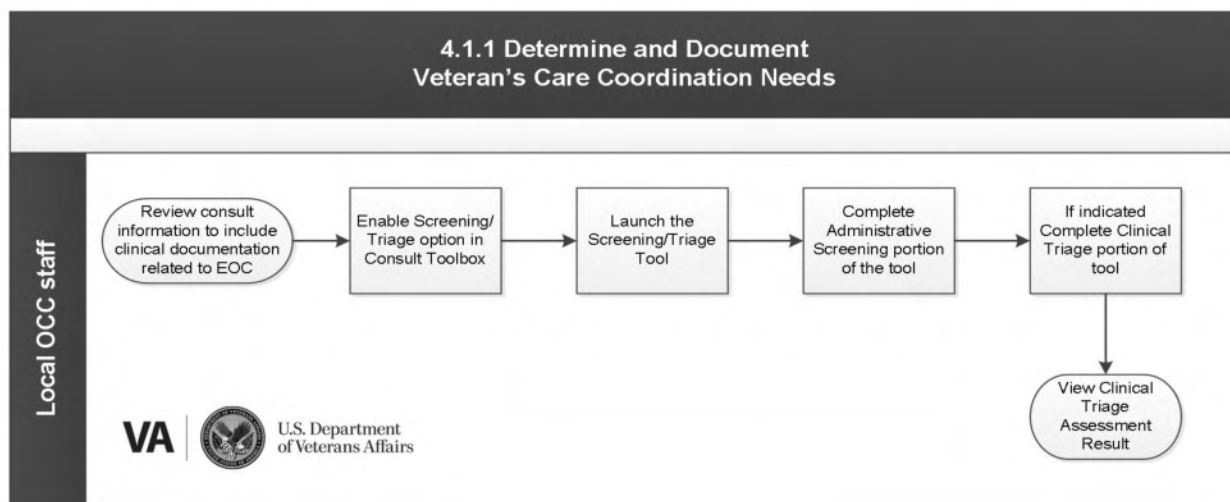 4.1.1 Determine and Document
Veteran's Care Coordination Needs
Local OCC staff
Review consult
information to include
clinical documentation
related to EOC
Enable Screening/
Triage option in
Consult Toolbox
Launch the
Screening/Triage
Tool
Complete
Administrative
Screening portion
of the tool
If indicated
Complete Clinical
Triage portion of
tool
View Clinical
Triage
Assessment
Result
VA
U.S. Department
of Veterans Affairs